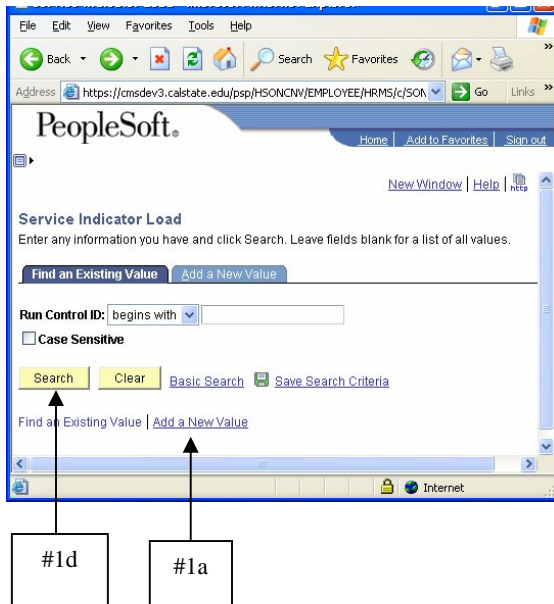 File Edit View Favorites Tools Help
Back Search Favorites
Address https://cmsdev3.calstate.edu/psp/HSONCNV/EMPLOYEE/HRMS/c/SON Go Links »
PeopleSoft®
Home | Add to Favorites | Sign out
New Window | Help | http
Service Indicator Load
Enter any information you have and click Search. Leave fields blank for a list of all values.
Find an Existing Value Add a New Value
Run Control ID: begins with
Case Sensitive
Search Clear Basic Search Save Search Criteria
Find an Existing Value | Add a New Value
Internet
#1d #1a